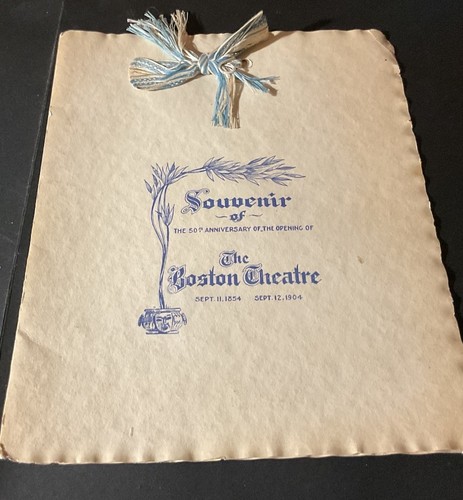 Souvenir
~ of ~
THE 50TH ANNIVERSARY OF, THE OPENING OF
The
Boston Theatre
SEPT. 11, 1854 SEPT. 12, 1904